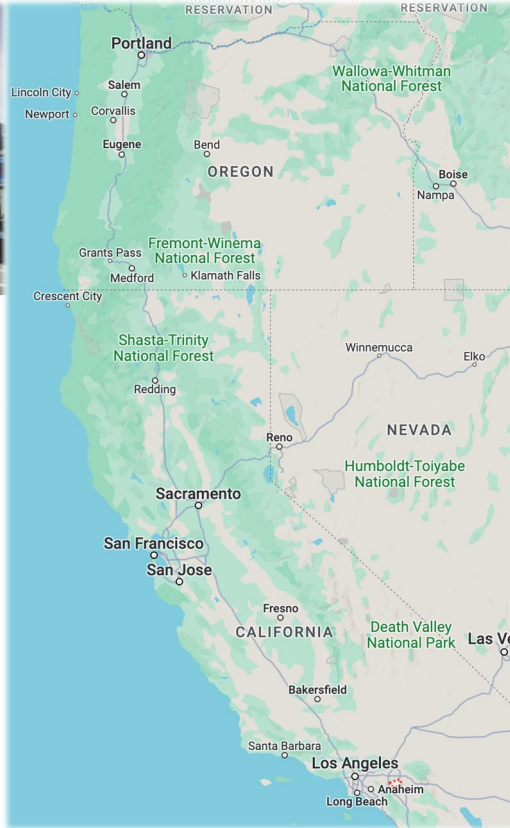 RESERVATION
RESERVATION
Portland
Wallowa-Whitman
National Forest
Salem
Lincoln City
Newport
Corvallis
Eugene
Bend
OREGON
Boise
Nampa
Grants Pass
Fremont-Winema
National Forest
Medford
Klamath Falls
Crescent City
Shasta-Trinity
National Forest
Winnemucca
Elko
Redding
Reno
NEVADA
Humboldt-Toiyabe
National Forest
Sacramento
San Francisco
San Jose
Fresno
CALIFORNIA
Death Valley
National Park
Las Ve
Bakersfield
Santa Barbara
Los Angeles
Anaheim
Long Beach